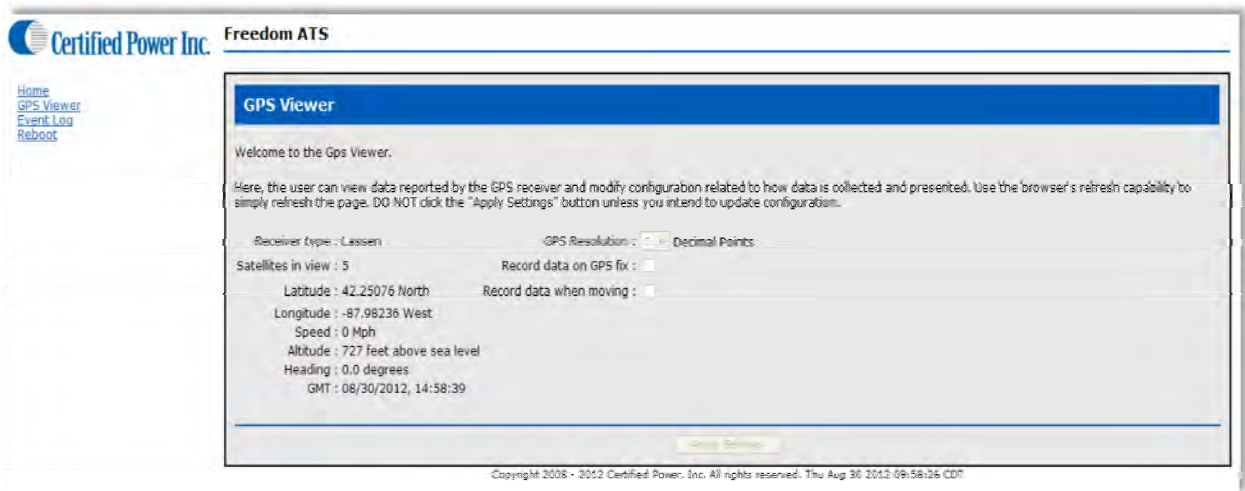 Certified Power Inc.
Freedom ATS
Home
GPS Viewer
Event Log
Reboot
GPS Viewer
Welcome to the Gps Viewer.
Here, the user can view data reported by the GPS receiver and modify configuration related to how data is collected and presented. Use the browser's refresh capability to
simply refresh the page. DO NOT click the "Apply Settings" button unless you intend to update configuration.
Receiver type : Lassen GPS Resolution : Decimal Points
Satellites in view : 5 Record data on GPS fix :
Latitude : 42.25076 North Record data when moving :
Longitude : -87.98236 West
Speed : 0 Mph
Altitude : 727 feet above sea level
Heading : 0.0 degrees
GMT : 08/30/2012, 14:58:39
Apply Settings
Copyright 2008 - 2012 Certified Power, Inc. All rights reserved. Thu Aug 30 2012 09:58:26 CDT